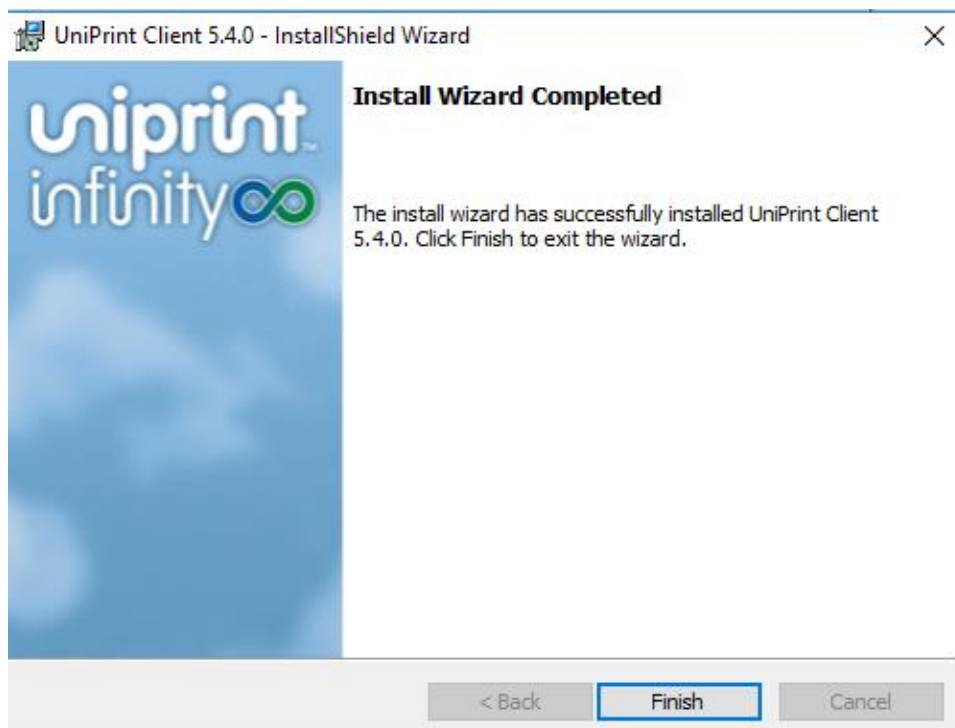 UniPrint Client 5.4.0 - InstallShield Wizard
uniprint™
infinity
Install Wizard Completed
The install wizard has successfully installed UniPrint Client
5.4.0. Click Finish to exit the wizard.
< Back
Finish
Cancel